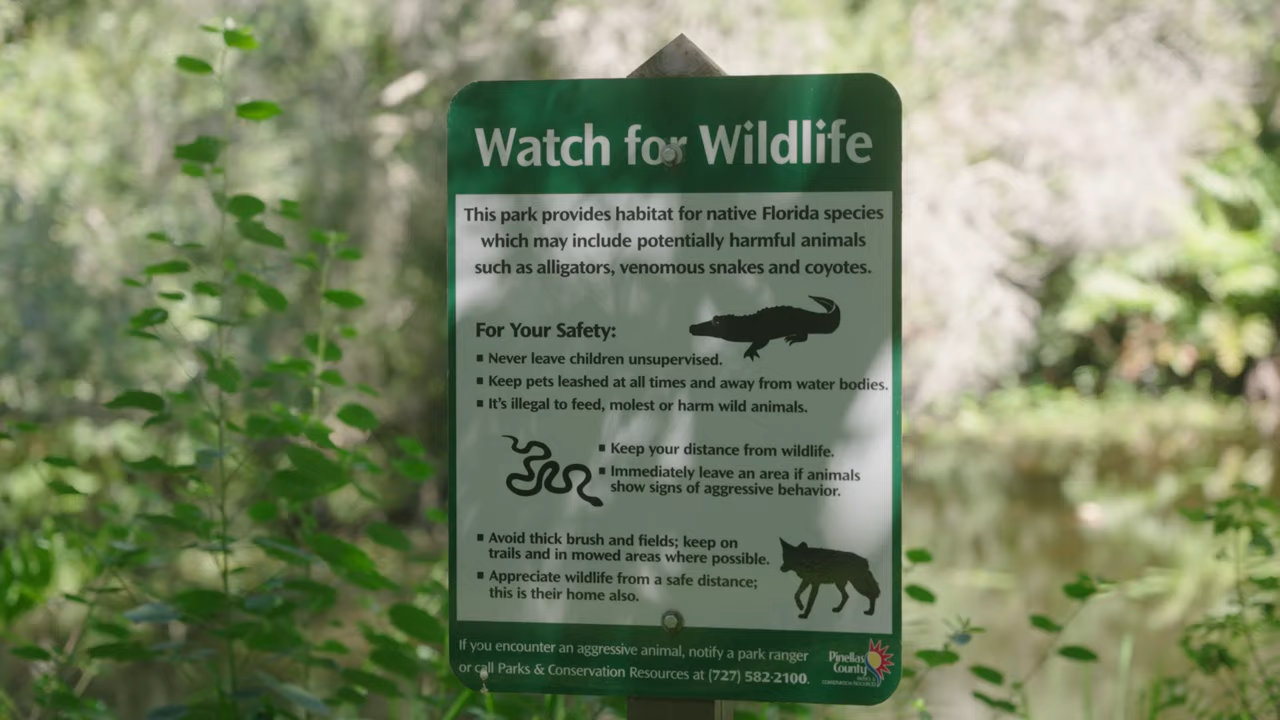 Watch for Wildlife
This park provides habitat for native Florida species
which may include potentially harmful animals
such as alligators, venomous snakes and coyotes.
For Your Safety:
▪ Never leave children unsupervised.
▪ Keep pets leashed at all times and away from water bodies.
▪ It's illegal to feed, molest or harm wild animals.
▪ Keep your distance from wildlife.
▪ Immediately leave an area if animals
show signs of aggressive behavior.
▪ Avoid thick brush and fields; keep on
trails and in mowed areas where possible.
▪ Appreciate wildlife from a safe distance;
this is their home also.
If you encounter an aggressive animal, notify a park ranger
or call Parks & Conservation Resources at (727) 582-2100.
Pinellas
County
PARKS &
CONSERVATION RESOURCES